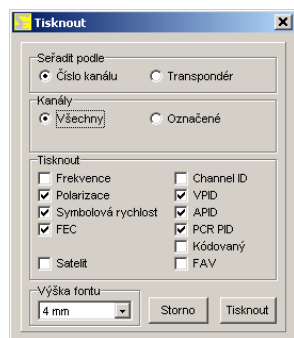 Tisknout
Seřadit podle
Číslo kanálu Transpondér
Kanály
Všechny Označené
Tisknout
Frekvence Channel ID
Polarizace VPID
Symbolová rychlost APID
FEC PCR PID
Kódovaný
Satelit FAV
Výška fontu
4 mm Storno Tisknout